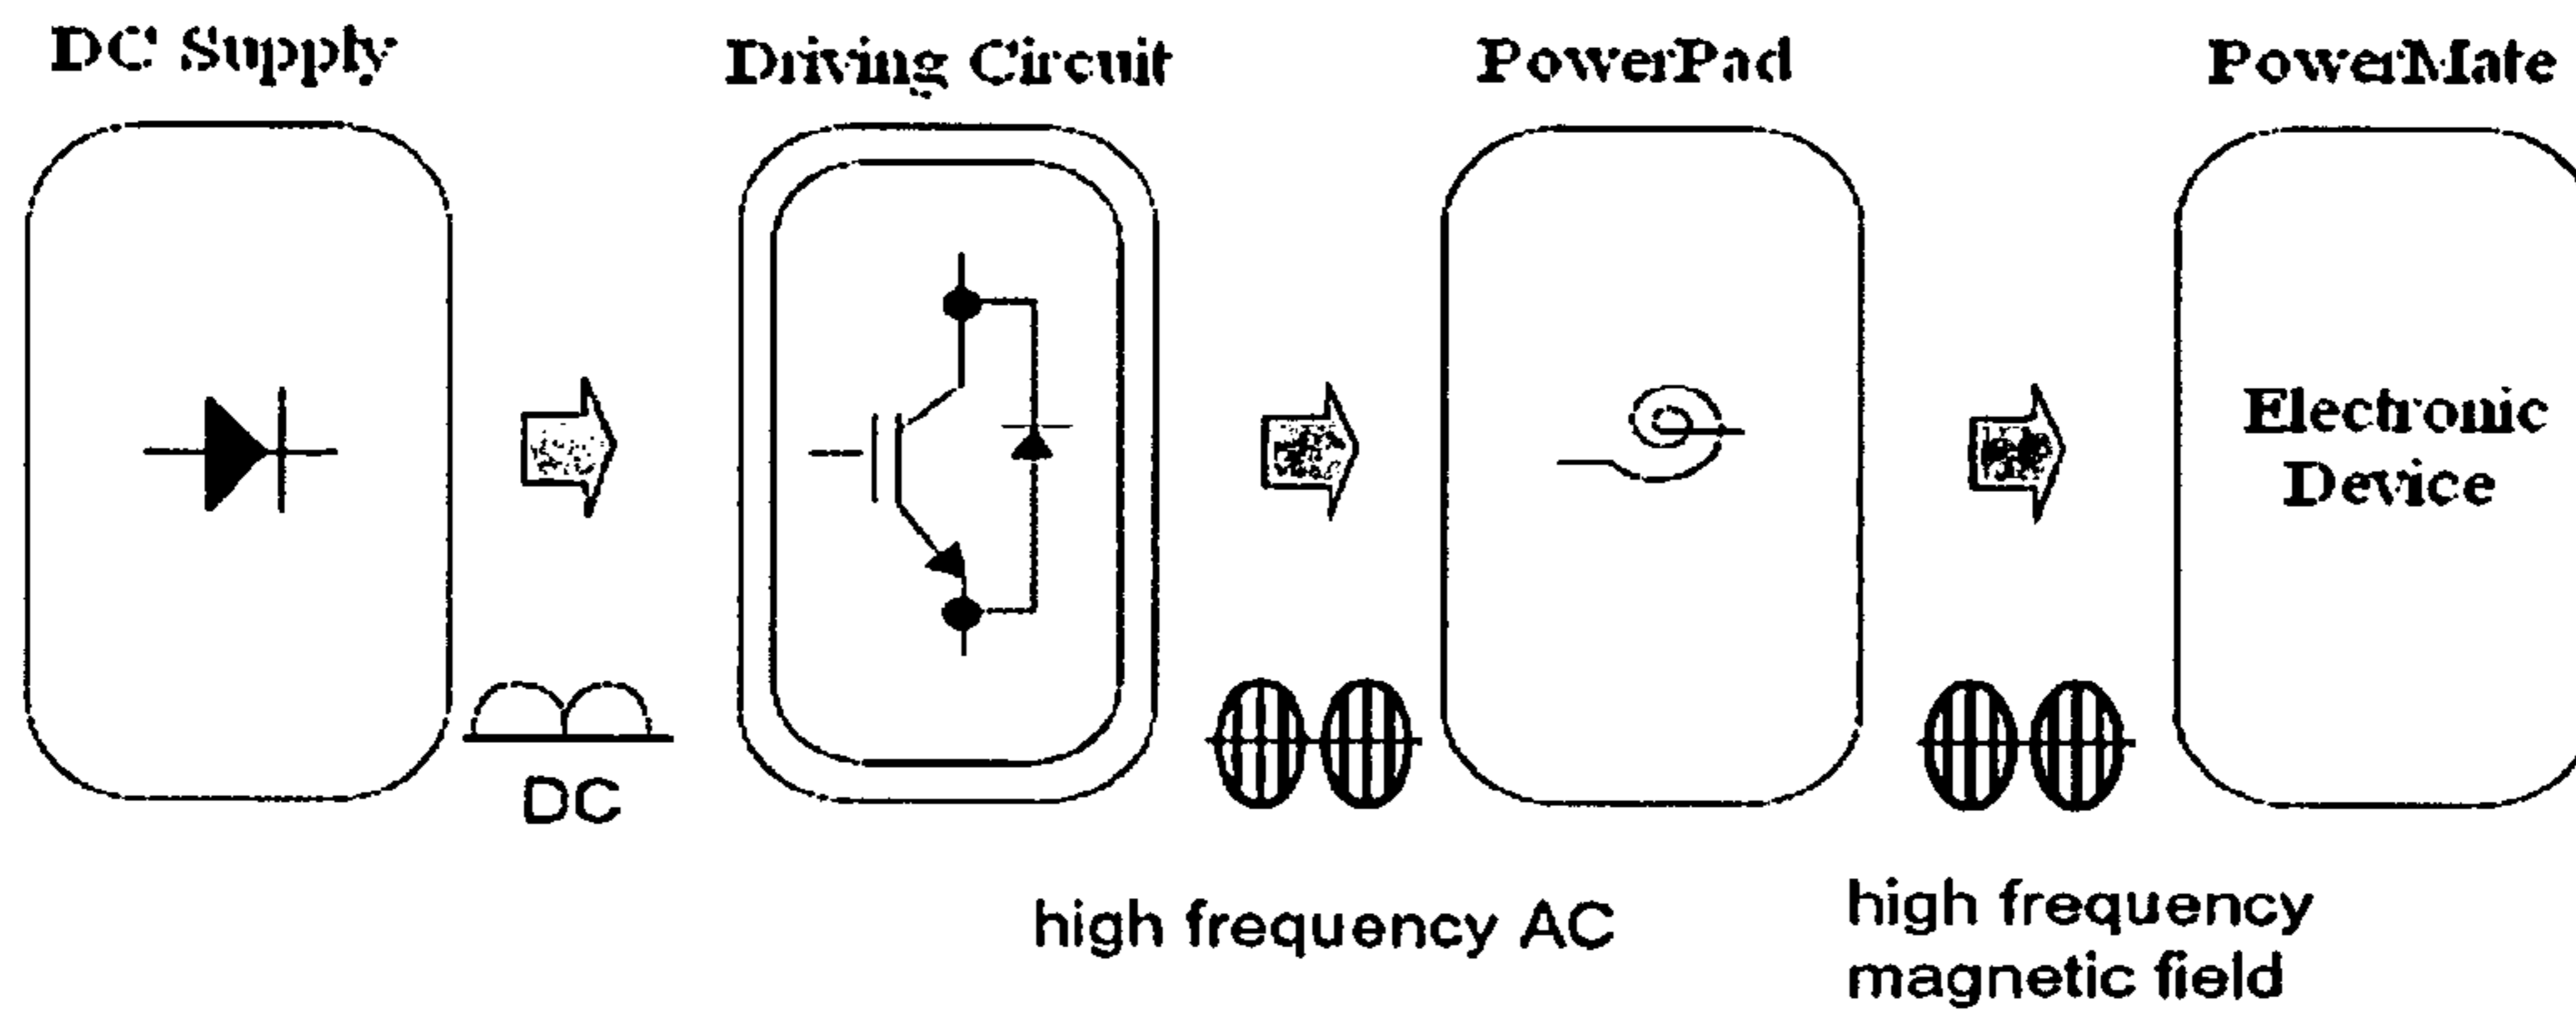 DC Supply
Driving Circuit
PowerPad
PowerMate
Electronic
Device
DC
high frequency AC
high frequency
magnetic field